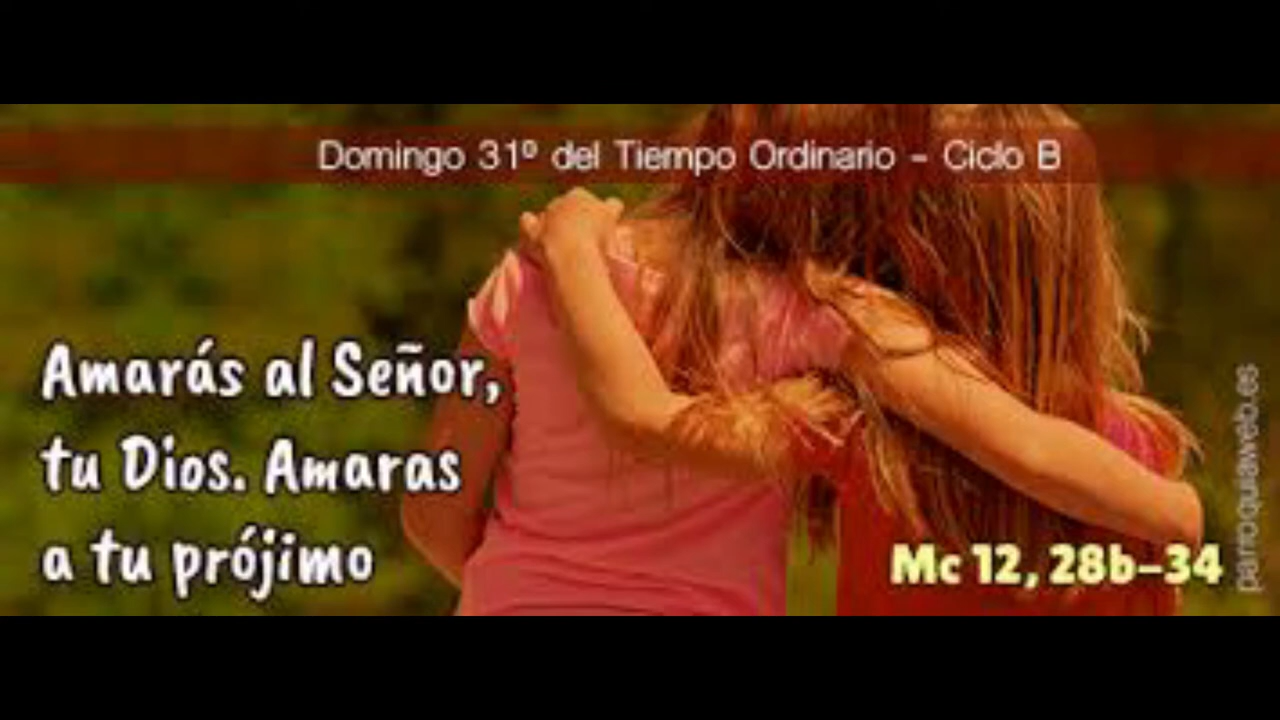 Domingo 31º del Tiempo Ordinario - Ciclo B
Amarás al Señor,
tu Dios. Amaras
a tu prójimo
Mc 12, 28b-34
parroquiaweb.es